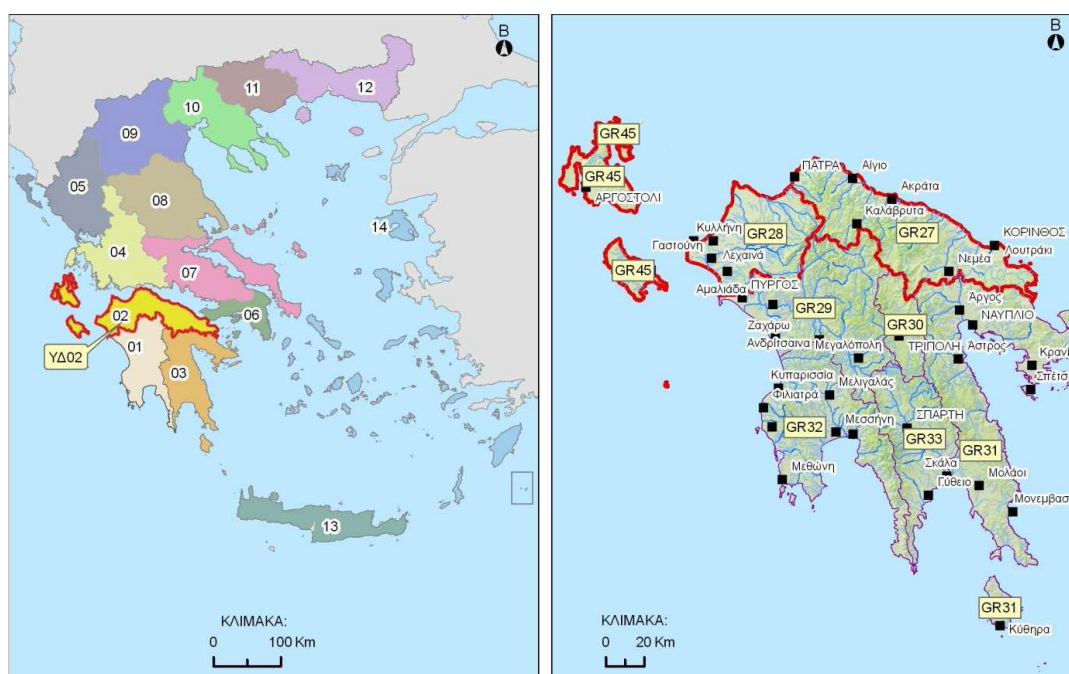 Β
11
12
10
09
05
08
14
04
07
02
06
ΥΔ02
01
03
13
ΚΛΙΜΑΚΑ:
0 100 Km
Β
GR45
ΠΑΤΡΑ
Αίγιο
GR45
ΑΡΓΟΣΤΟΛΙ
Ακράτα
Καλάβρυτα
GR27
Κυλλήνη
GR28
ΚΟΡΙΝΘΟΣ
Λουτράκι
Γαστούνη
Λεχαινά
GR45
Νεμέα
Αμαλιάδα
ΠΥΡΓΟΣ
GR29
Άργος
ΝΑΥΠΛΙΟ
Ζαχάρω
GR30
Ανδρίτσαινα
Μεγαλόπολη
ΤΡΙΠΟΛΗ
Άστρος
Κρανί
Σπέτσ
Κυπαρισσία
Μελιγαλάς
Φιλιατρά
GR32
Μεσσήνη
ΣΠΑΡΤΗ
GR33
GR31
Μεθώνη
Σκάλα
Γύθειο
Μολάοι
Μονεμβασ
GR31
Κύθηρα
ΚΛΙΜΑΚΑ:
0 20 Km